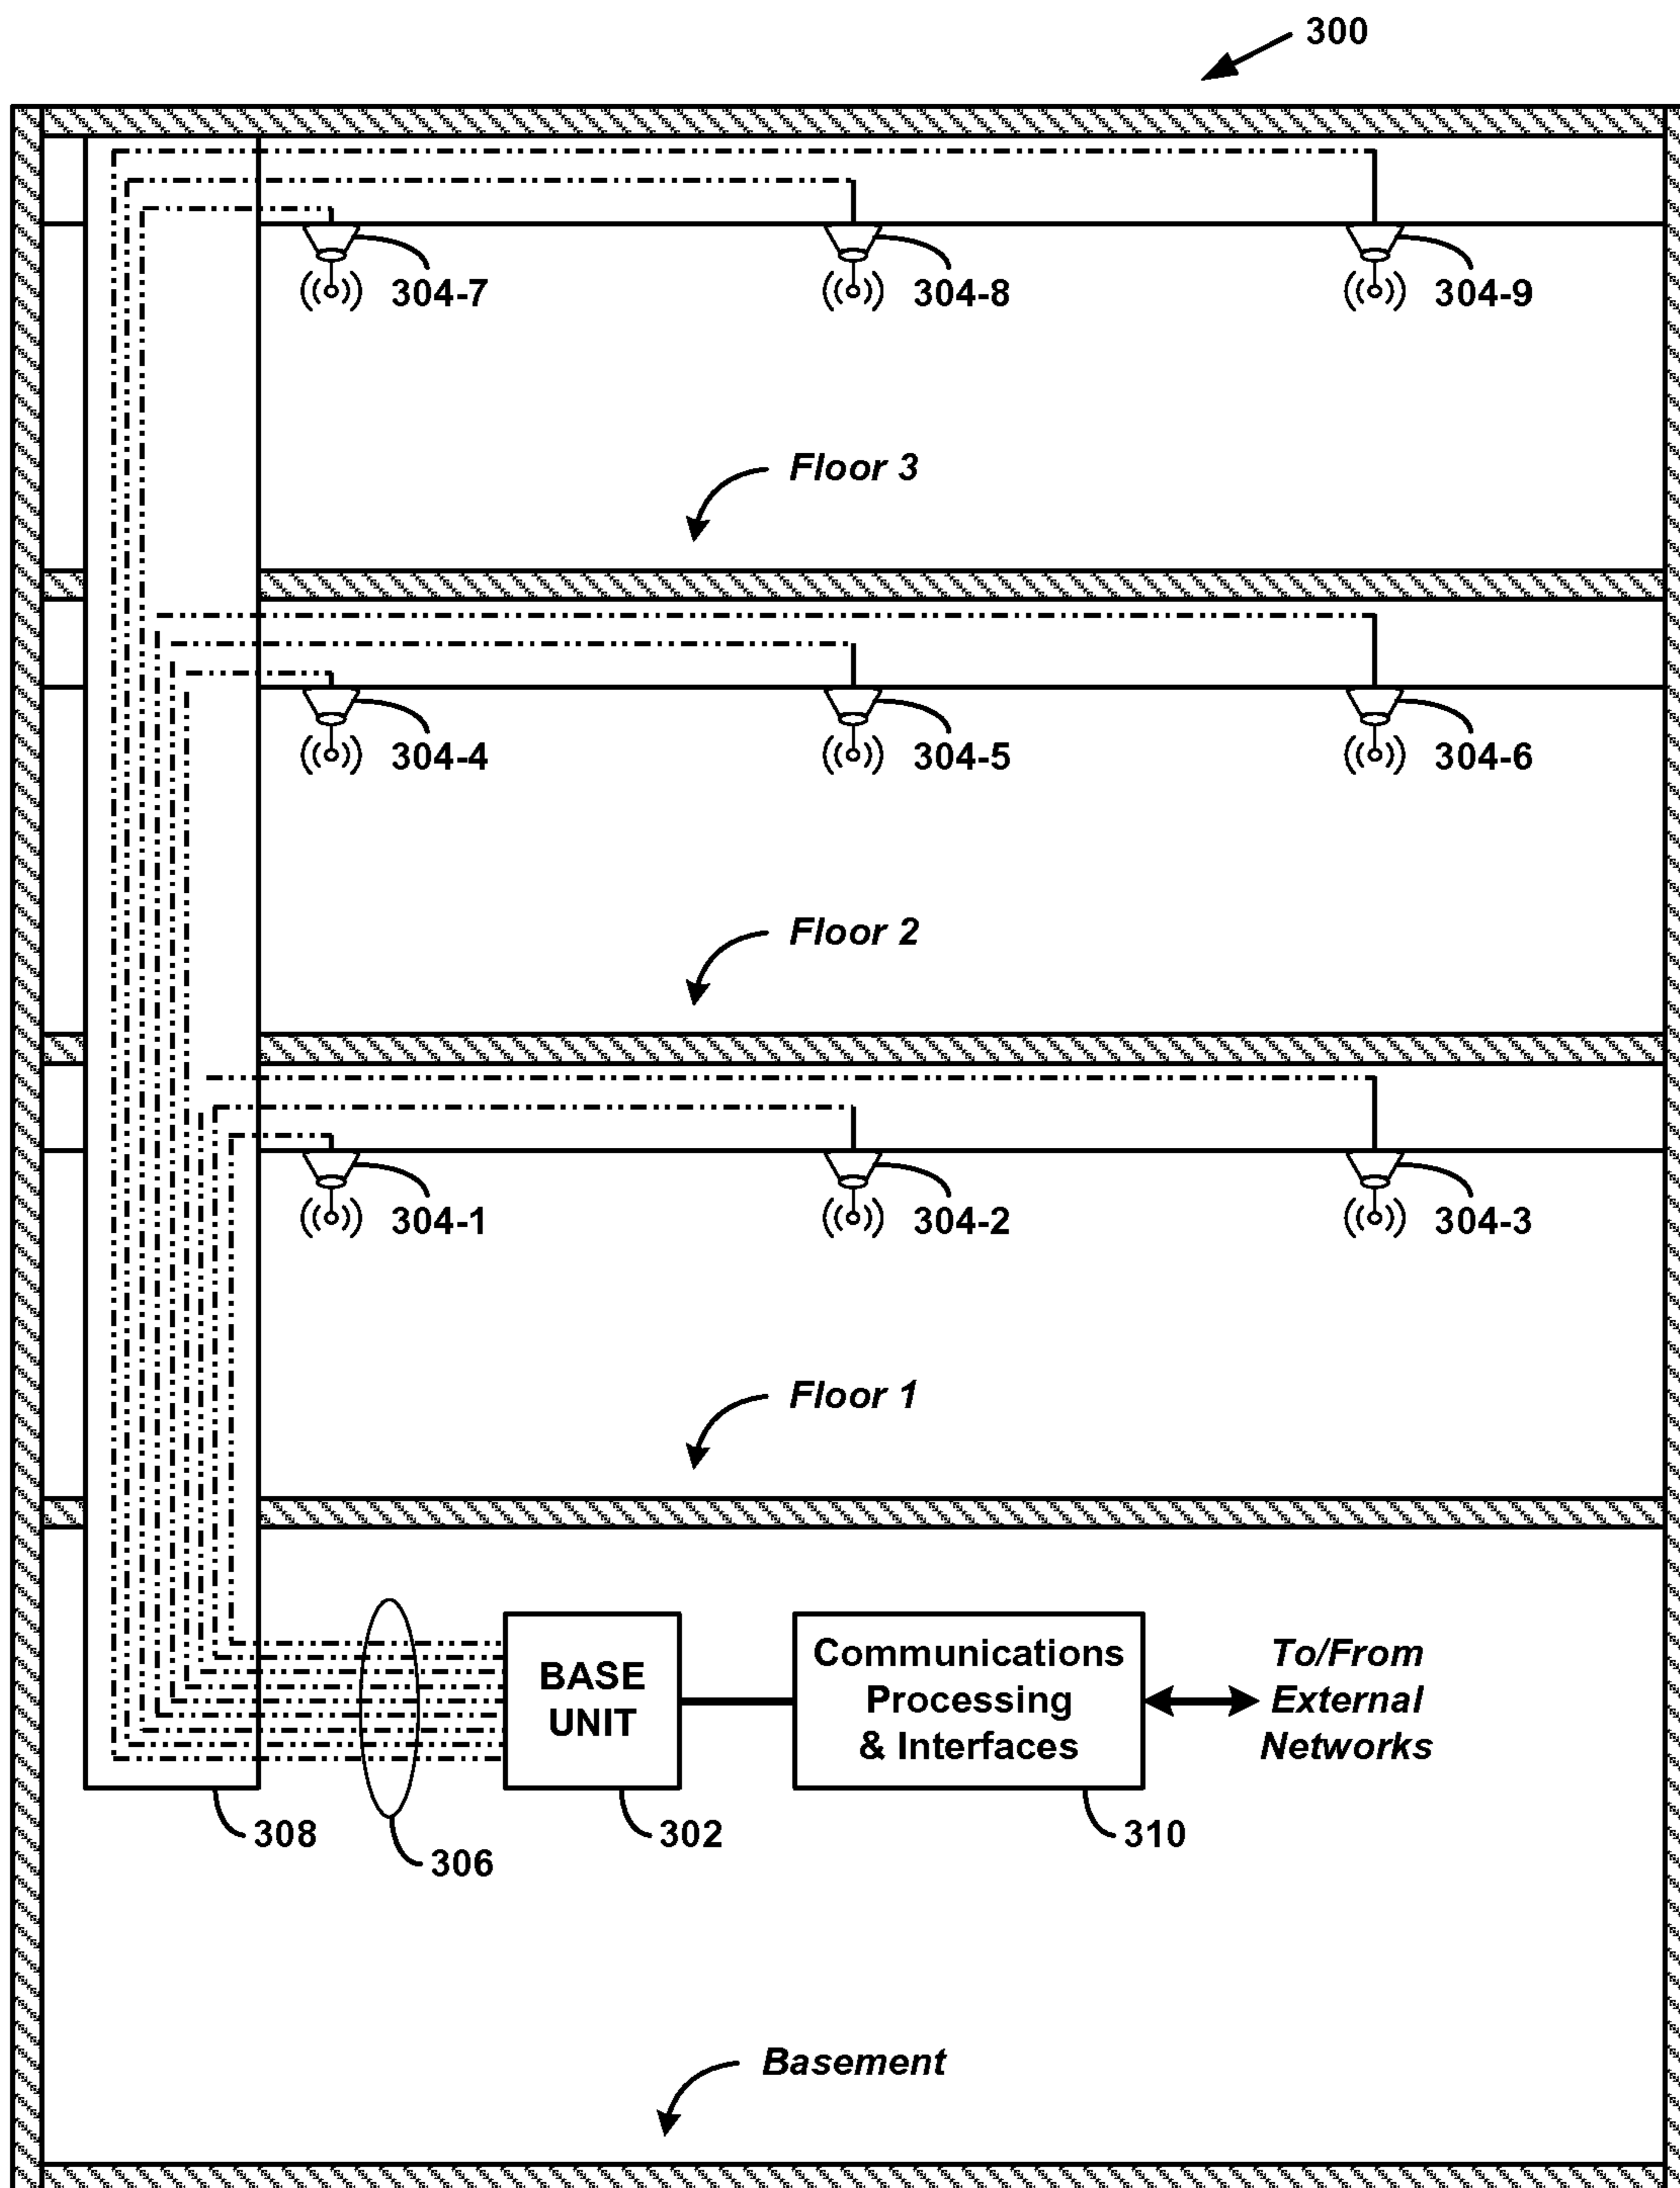 300
304-7
304-8
304-9
Floor 3
304-4
304-5
304-6
Floor 2
304-1
304-2
304-3
Floor 1
BASE
UNIT
Communications
Processing
& Interfaces
To/From
External
Networks
308
306
302
310
Basement